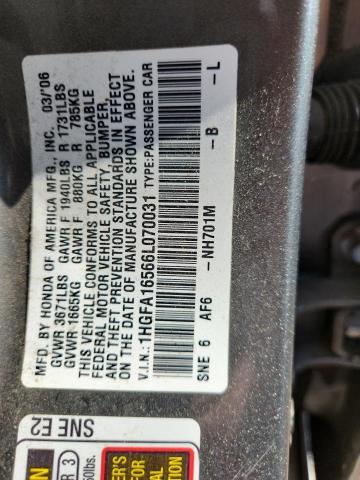 MFD. BY HONDA OF AMERICA MFG., INC. 03/'06
GVWR 3671LBS GAWR F 1940LBS R 1731LBS
GVWR 1665KG GAWR F 880KG R 785KG
THIS VEHICLE CONFORMS TO ALL APPLICABLE
FEDERAL MOTOR VEHICLE SAFETY, BUMPER,
AND THEFT PREVENTION STANDARDS IN EFFECT
ON THE DATE OF MANUFACTURE SHOWN ABOVE.
V.I.N.: 1HGFA16566L070031 TYPE:PASSENGER CAR
SNE 6 AF6 -NH701M -B -L
SNE E2
R 3
60lbs.